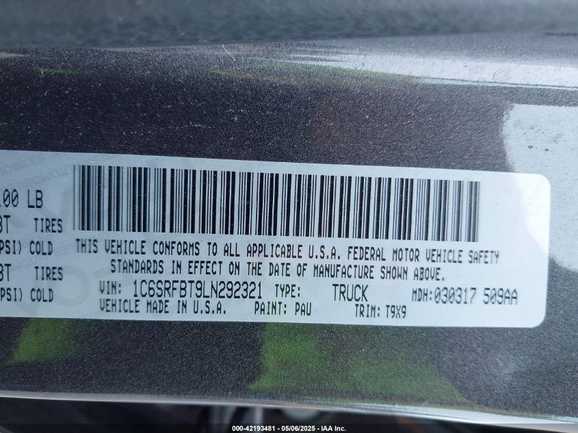 .00 LB
BT TIRES
PSI) COLD
BT TIRES
PSI) COLD
THIS VEHICLE CONFORMS TO ALL APPLICABLE U.S.A. FEDERAL MOTOR VEHICLE SAFETY
STANDARDS IN EFFECT ON THE DATE OF MANUFACTURE SHOWN ABOVE.
VIN: 1C6SRFBT9LN292321 TYPE: TRUCK MDH: 030317 509AA
VEHICLE MADE IN U.S.A. PAINT: PAU TRIM: T9X9
000-42193481 - 05/06/2025 - IAA Inc.